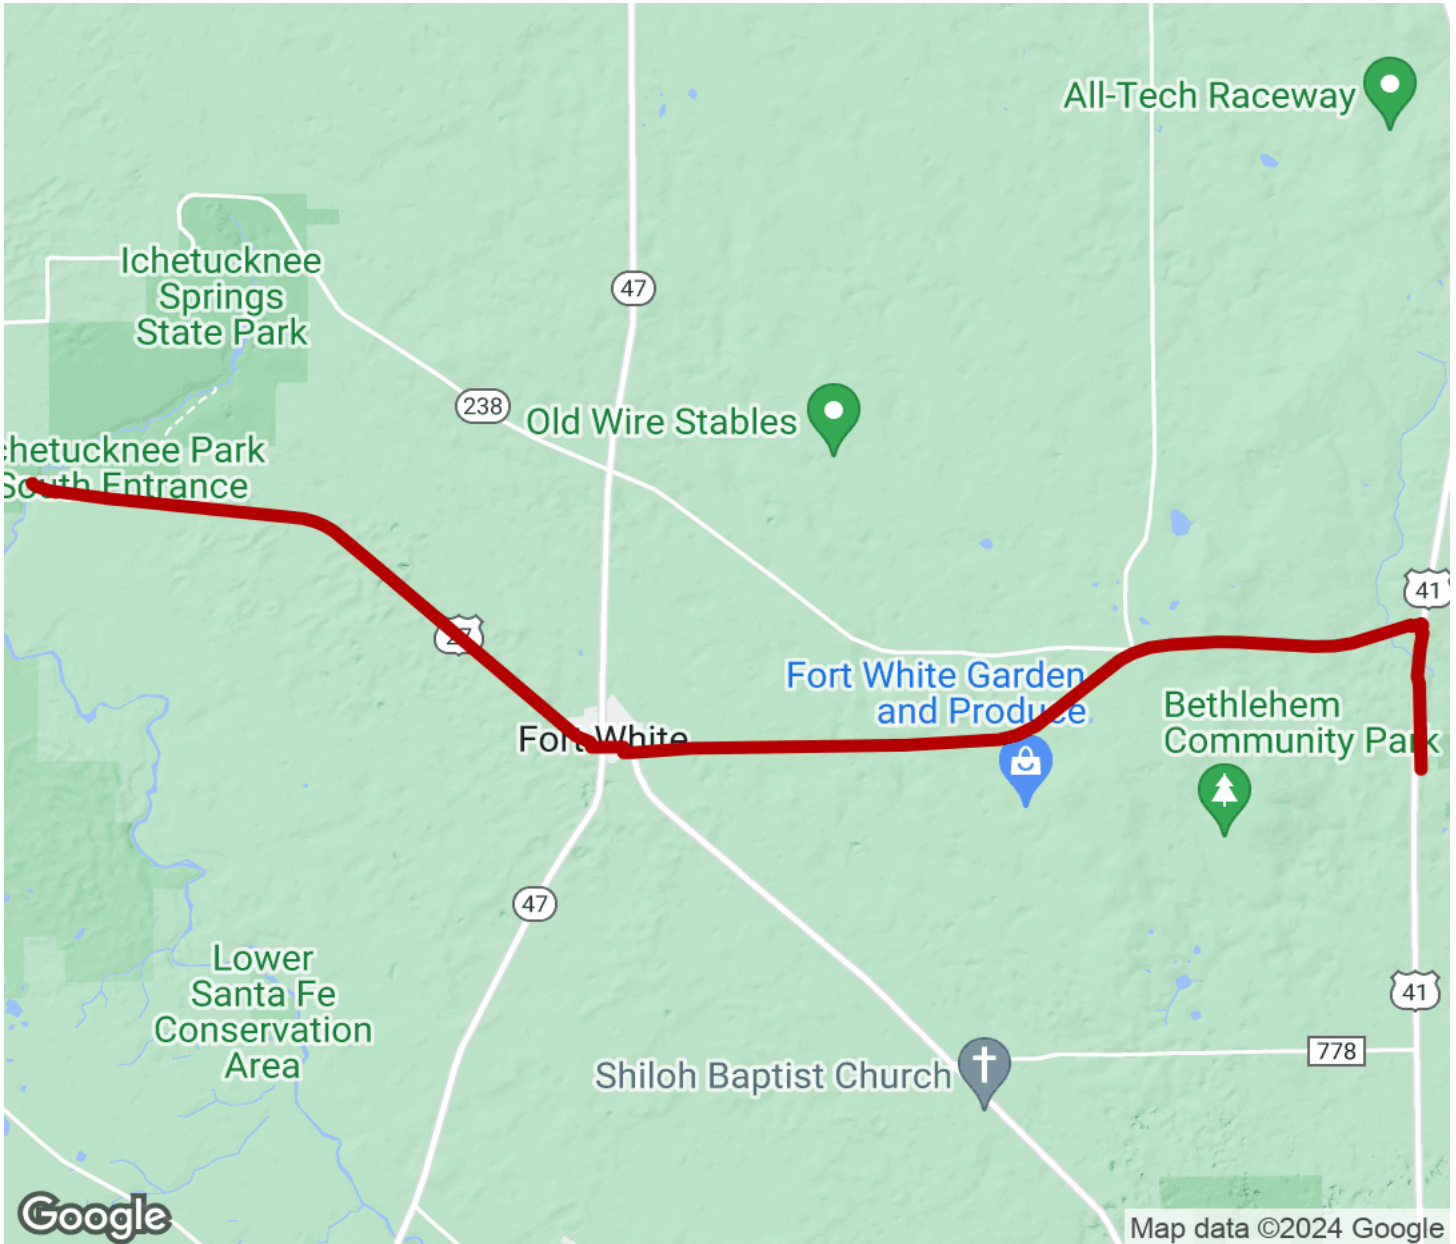 All-Tech Raceway
Ichetucknee
Springs
State Park
47
238
Old Wire Stables
chetucknee Park
South Entrance
41
27
Fort White Garden
and Produce
Bethlehem
Community Park
Fort White
47
Lower
Santa Fe
Conservation
Area
41
778
Shiloh Baptist Church
Google
Map data ©2024 Google